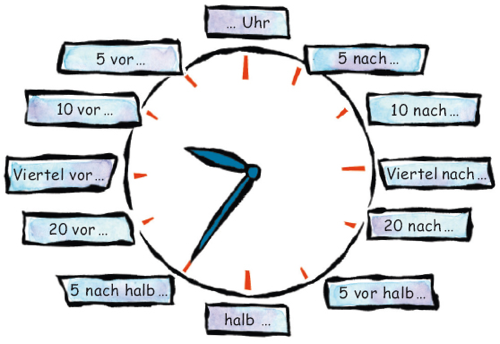 ... Uhr
5 vor...
5 nach...
10 vor...
10 nach...
Viertel vor...
Viertel nach...
20 vor...
20 nach...
5 nach halb...
5 vor halb...
halb ...